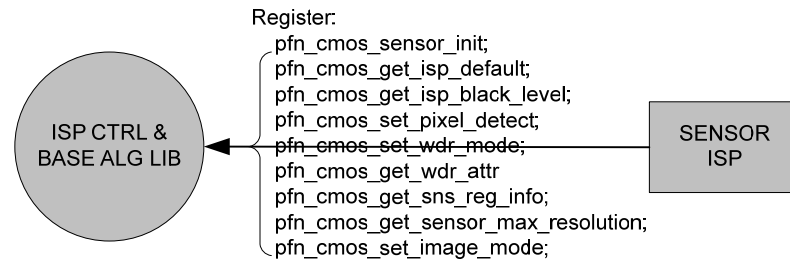 Register:
pfn_cmos_sensor_init;
pfn_cmos_get_isp_default;
pfn_cmos_get_isp_black_level;
pfn_cmos_set_pixel_detect;
pfn_cmos_set_wdr_mode;
pfn_cmos_get_wdr_attr
pfn_cmos_get_sns_reg_info;
pfn_cmos_get_sensor_max_resolution;
pfn_cmos_set_image_mode;
ISP CTRL &
BASE ALG LIB
SENSOR
ISP